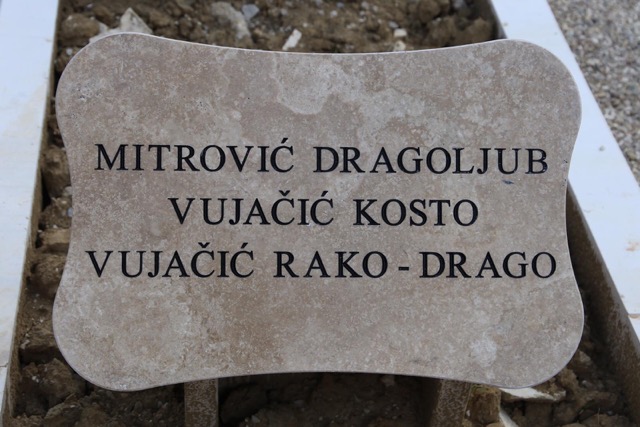 MITROVIĆ DRAGOLJUB
VUJAČIĆ KOSTO
VUJAČIĆ RAKO - DRAGO